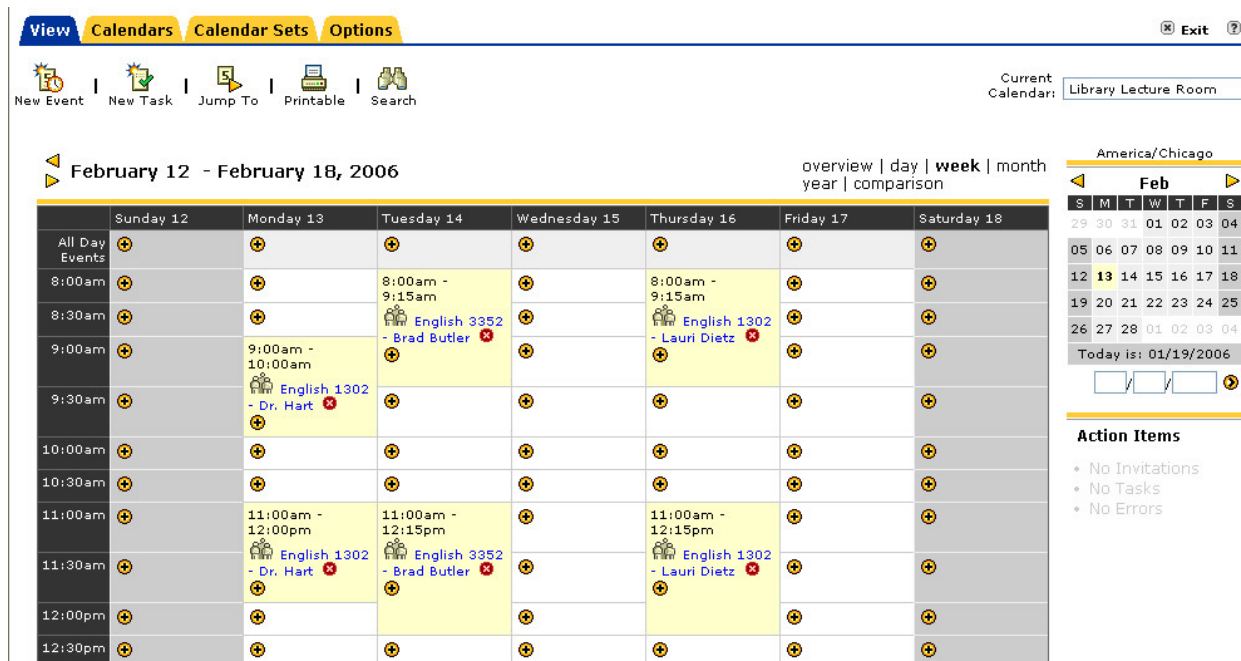 View Calendars Calendar Sets Options
Exit ?
New Event | New Task | Jump To | Printable | Search
Current
Calendar: Library Lecture Room
February 12 - February 18, 2006
overview | day | week | month
year | comparison
Sunday 12 Monday 13 Tuesday 14 Wednesday 15 Thursday 16 Friday 17 Saturday 18
All Day
Events
8:00am
8:00am -
9:15am
English 3352
- Brad Butler
8:00am -
9:15am
English 1302
- Lauri Dietz
8:30am
9:00am
9:00am -
10:00am
English 1302
- Dr. Hart
9:30am
10:00am
10:30am
11:00am
11:00am -
12:00pm
English 1302
- Dr. Hart
11:00am -
12:15pm
English 3352
- Brad Butler
11:00am -
12:15pm
English 1302
- Lauri Dietz
11:30am
12:00pm
12:30pm
America/Chicago
Feb
S M T W T F S
29 30 31 01 02 03 04
05 06 07 08 09 10 11
12 13 14 15 16 17 18
19 20 21 22 23 24 25
26 27 28 01 02 03 04
Today is: 01/19/2006
/ /
Action Items
No Invitations
No Tasks
No Errors